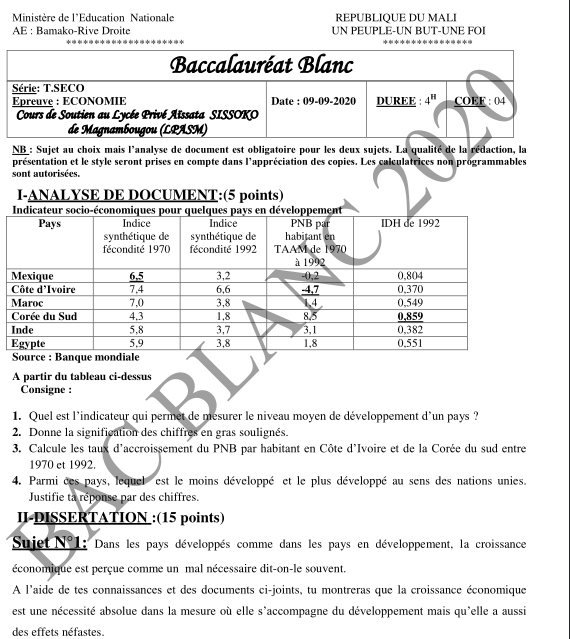 Ministère de l'Education Nationale REPUBLIQUE DU MALI
AE : Bamako-Rive Droite UN PEUPLE-UN BUT-UNE FOI
********************* ****************
Baccalauréat Blanc
Série: T.SECO
Epreuve : ECONOMIE Date : 09-09-2020 DUREE : 4H COEF : 04
Cours de Soutien au Lycée Privé Aïssata SISSOKO
de Magnambougou (LPASM)
NB : Sujet au choix mais l'analyse de document est obligatoire pour les deux sujets. La qualité de la rédaction, la
présentation et le style seront prises en compte dans l'appréciation des copies. Les calculatrices non programmables
sont autorisées.
I-ANALYSE DE DOCUMENT:(5 points)
Indicateur socio-économiques pour quelques pays en développement
Pays Indice PNB par IDH de 1992
Indice
synthétique de synthétique de habitant en
fécondité 1970 fécondité 1992 TAAM de 1970
à 1992
Mexique 6,5 3,2 -0,2 0,804
Côte d'Ivoire 7,4 6,6 -4,7 0,370
Maroc 7,0 3,8 1,4 0,549
Corée du Sud 4,3 1,8 8,5 0,859
Inde 5,8 3,7 3,1 0,382
Egypte 5,9 3,8 1,8 0,551
Source : Banque mondiale
A partir du tableau ci-dessus
Consigne :
1. Quel est l'indicateur qui permet de mesurer le niveau moyen de développement d'un pays ?
2. Donne la signification des chiffres en gras soulignés.
3. Calcule les taux d'accroissement du PNB par habitant en Côte d'Ivoire et de la Corée du sud entre
1970 et 1992.
4. Parmi ces pays, lequel est le moins développé et le plus développé au sens des nations unies.
Justifie ta réponse par des chiffres.
II-DISSERTATION :(15 points)
Sujet N°1: Dans les pays développés comme dans les pays en développement, la croissance
économique est perçue comme un mal nécessaire dit-on-le souvent.
A l'aide de tes connaissances et des documents ci-joints, tu montreras que la croissance économique
est une nécessité absolue dans la mesure où elle s'accompagne du développement mais qu'elle a aussi
des effets néfastes.
BAC BLANC 2020